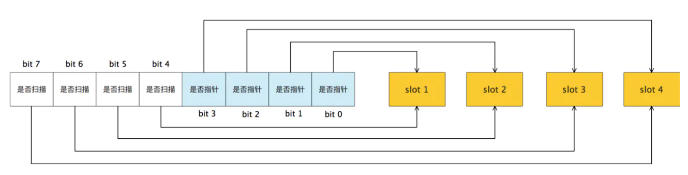 bit 7 bit 6 bit 5 bit 4
是否扫描 是否扫描 是否扫描 是否扫描 是否指针 是否指针 是否指针 是否指针 slot 1 slot 2 slot 3 slot 4
bit 3 bit 2 bit 1 bit 0